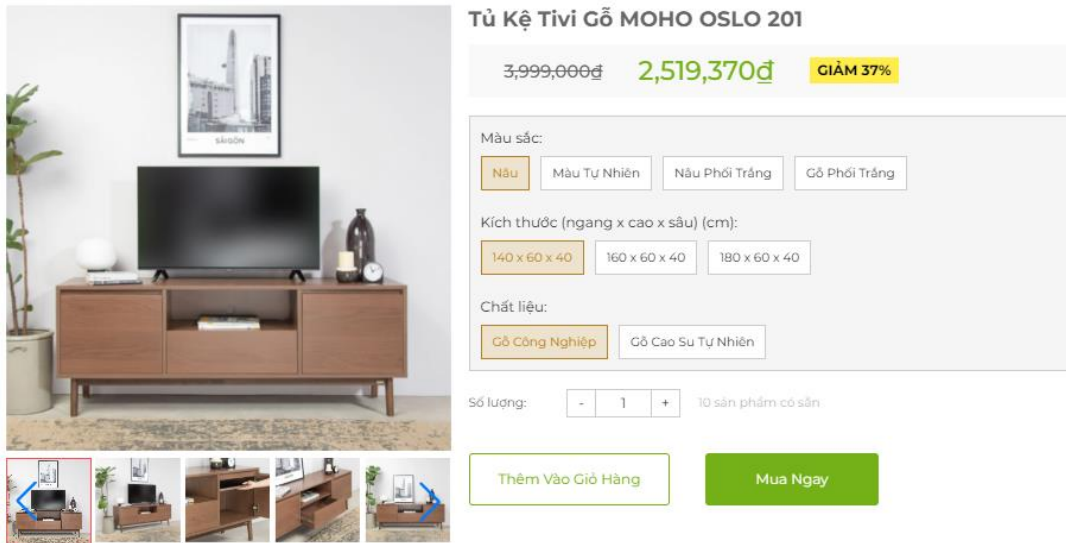 Tủ Kệ Tivi Gỗ MOHO OSLO 201
3,999,000₫ 2,519,370₫ GIẢM 37%
Màu sắc:
Nâu Màu Tự Nhiên Nâu Phối Trắng Gỗ Phối Trắng
Kích thước (ngang x cao x sâu) (cm):
140 x 60 x 40 160 x 60 x 40 180 x 60 x 40
Chất liệu:
Gỗ Công Nghiệp Gỗ Cao Su Tự Nhiên
Số lượng: - 1 + 10 sản phẩm có sẵn
Thêm Vào Giỏ Hàng Mua Ngay
SÀIGÒN